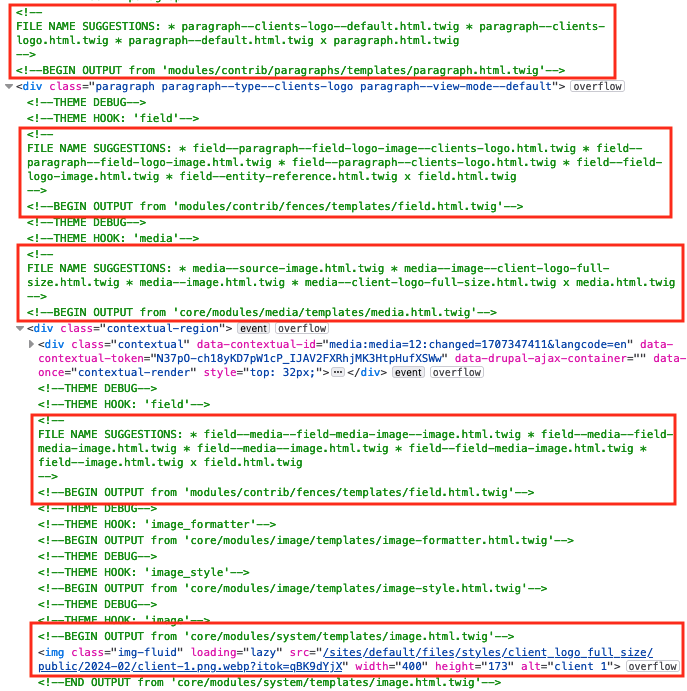 <!--
FILE NAME SUGGESTIONS: * paragraph--clients-logo--default.html.twig * paragraph--clients-
logo.html.twig * paragraph--default.html.twig x paragraph.html.twig
-->
<!--BEGIN OUTPUT from 'modules/contrib/paragraphs/templates/paragraph.html.twig'-->
<div class="paragraph paragraph--type--clients-logo paragraph--view-mode--default"> overflow
<!--THEME DEBUG-->
<!--THEME HOOK: 'field'-->
<!--
FILE NAME SUGGESTIONS: * field--paragraph--field-logo-image--clients-logo.html.twig * field--
paragraph--field-logo-image.html.twig * field--paragraph--clients-logo.html.twig * field--field-
logo-image.html.twig * field--entity-reference.html.twig x field.html.twig
-->
<!--BEGIN OUTPUT from 'modules/contrib/fences/templates/field.html.twig'-->
<!--THEME DEBUG-->
<!--THEME HOOK: 'media'-->
<!--
FILE NAME SUGGESTIONS: * media--source-image.html.twig * media--image--client-logo-full-
size.html.twig * media--image.html.twig * media--client-logo-full-size.html.twig x media.html.twig
-->
<!--BEGIN OUTPUT from 'core/modules/media/templates/media.html.twig'-->
<div class="contextual-region"> event overflow
<div class="contextual" data-contextual-id="media:media=12:changed=1707347411&langcode=en" data-
contextual-token="N37pO-ch18yKD7pW1cP_IJAV2FXRhjMK3HtpHufXSWw" data-drupal-ajax-container="" data-
once="contextual-render" style="top: 32px;"> ••• </div> event overflow
<!--THEME DEBUG-->
<!--THEME HOOK: 'field'-->
<!--
FILE NAME SUGGESTIONS: * field--media--field-media-image--image.html.twig * field--media--field-
media-image.html.twig * field--media--image.html.twig * field--field-media-image.html.twig *
field--image.html.twig x field.html.twig
-->
<!--BEGIN OUTPUT from 'modules/contrib/fences/templates/field.html.twig'-->
<!--THEME DEBUG-->
<!--THEME HOOK: 'image_formatter'-->
<!--BEGIN OUTPUT from 'core/modules/image/templates/image-formatter.html.twig'-->
<!--THEME DEBUG-->
<!--THEME HOOK: 'image_style'-->
<!--BEGIN OUTPUT from 'core/modules/image/templates/image-style.html.twig'-->
<!--THEME DEBUG-->
<!--THEME HOOK: 'image'-->
<!--BEGIN OUTPUT from 'core/modules/system/templates/image.html.twig'-->
<img class="img-fluid" loading="lazy" src="/sites/default/files/styles/client_logo_full_size/
public/2024-02/client-1.png.webp?itok=qBK9dYjX" width="400" height="173" alt="client 1"> overflow
<!--END OUTPUT from 'core/modules/system/templates/image.html.twig'-->